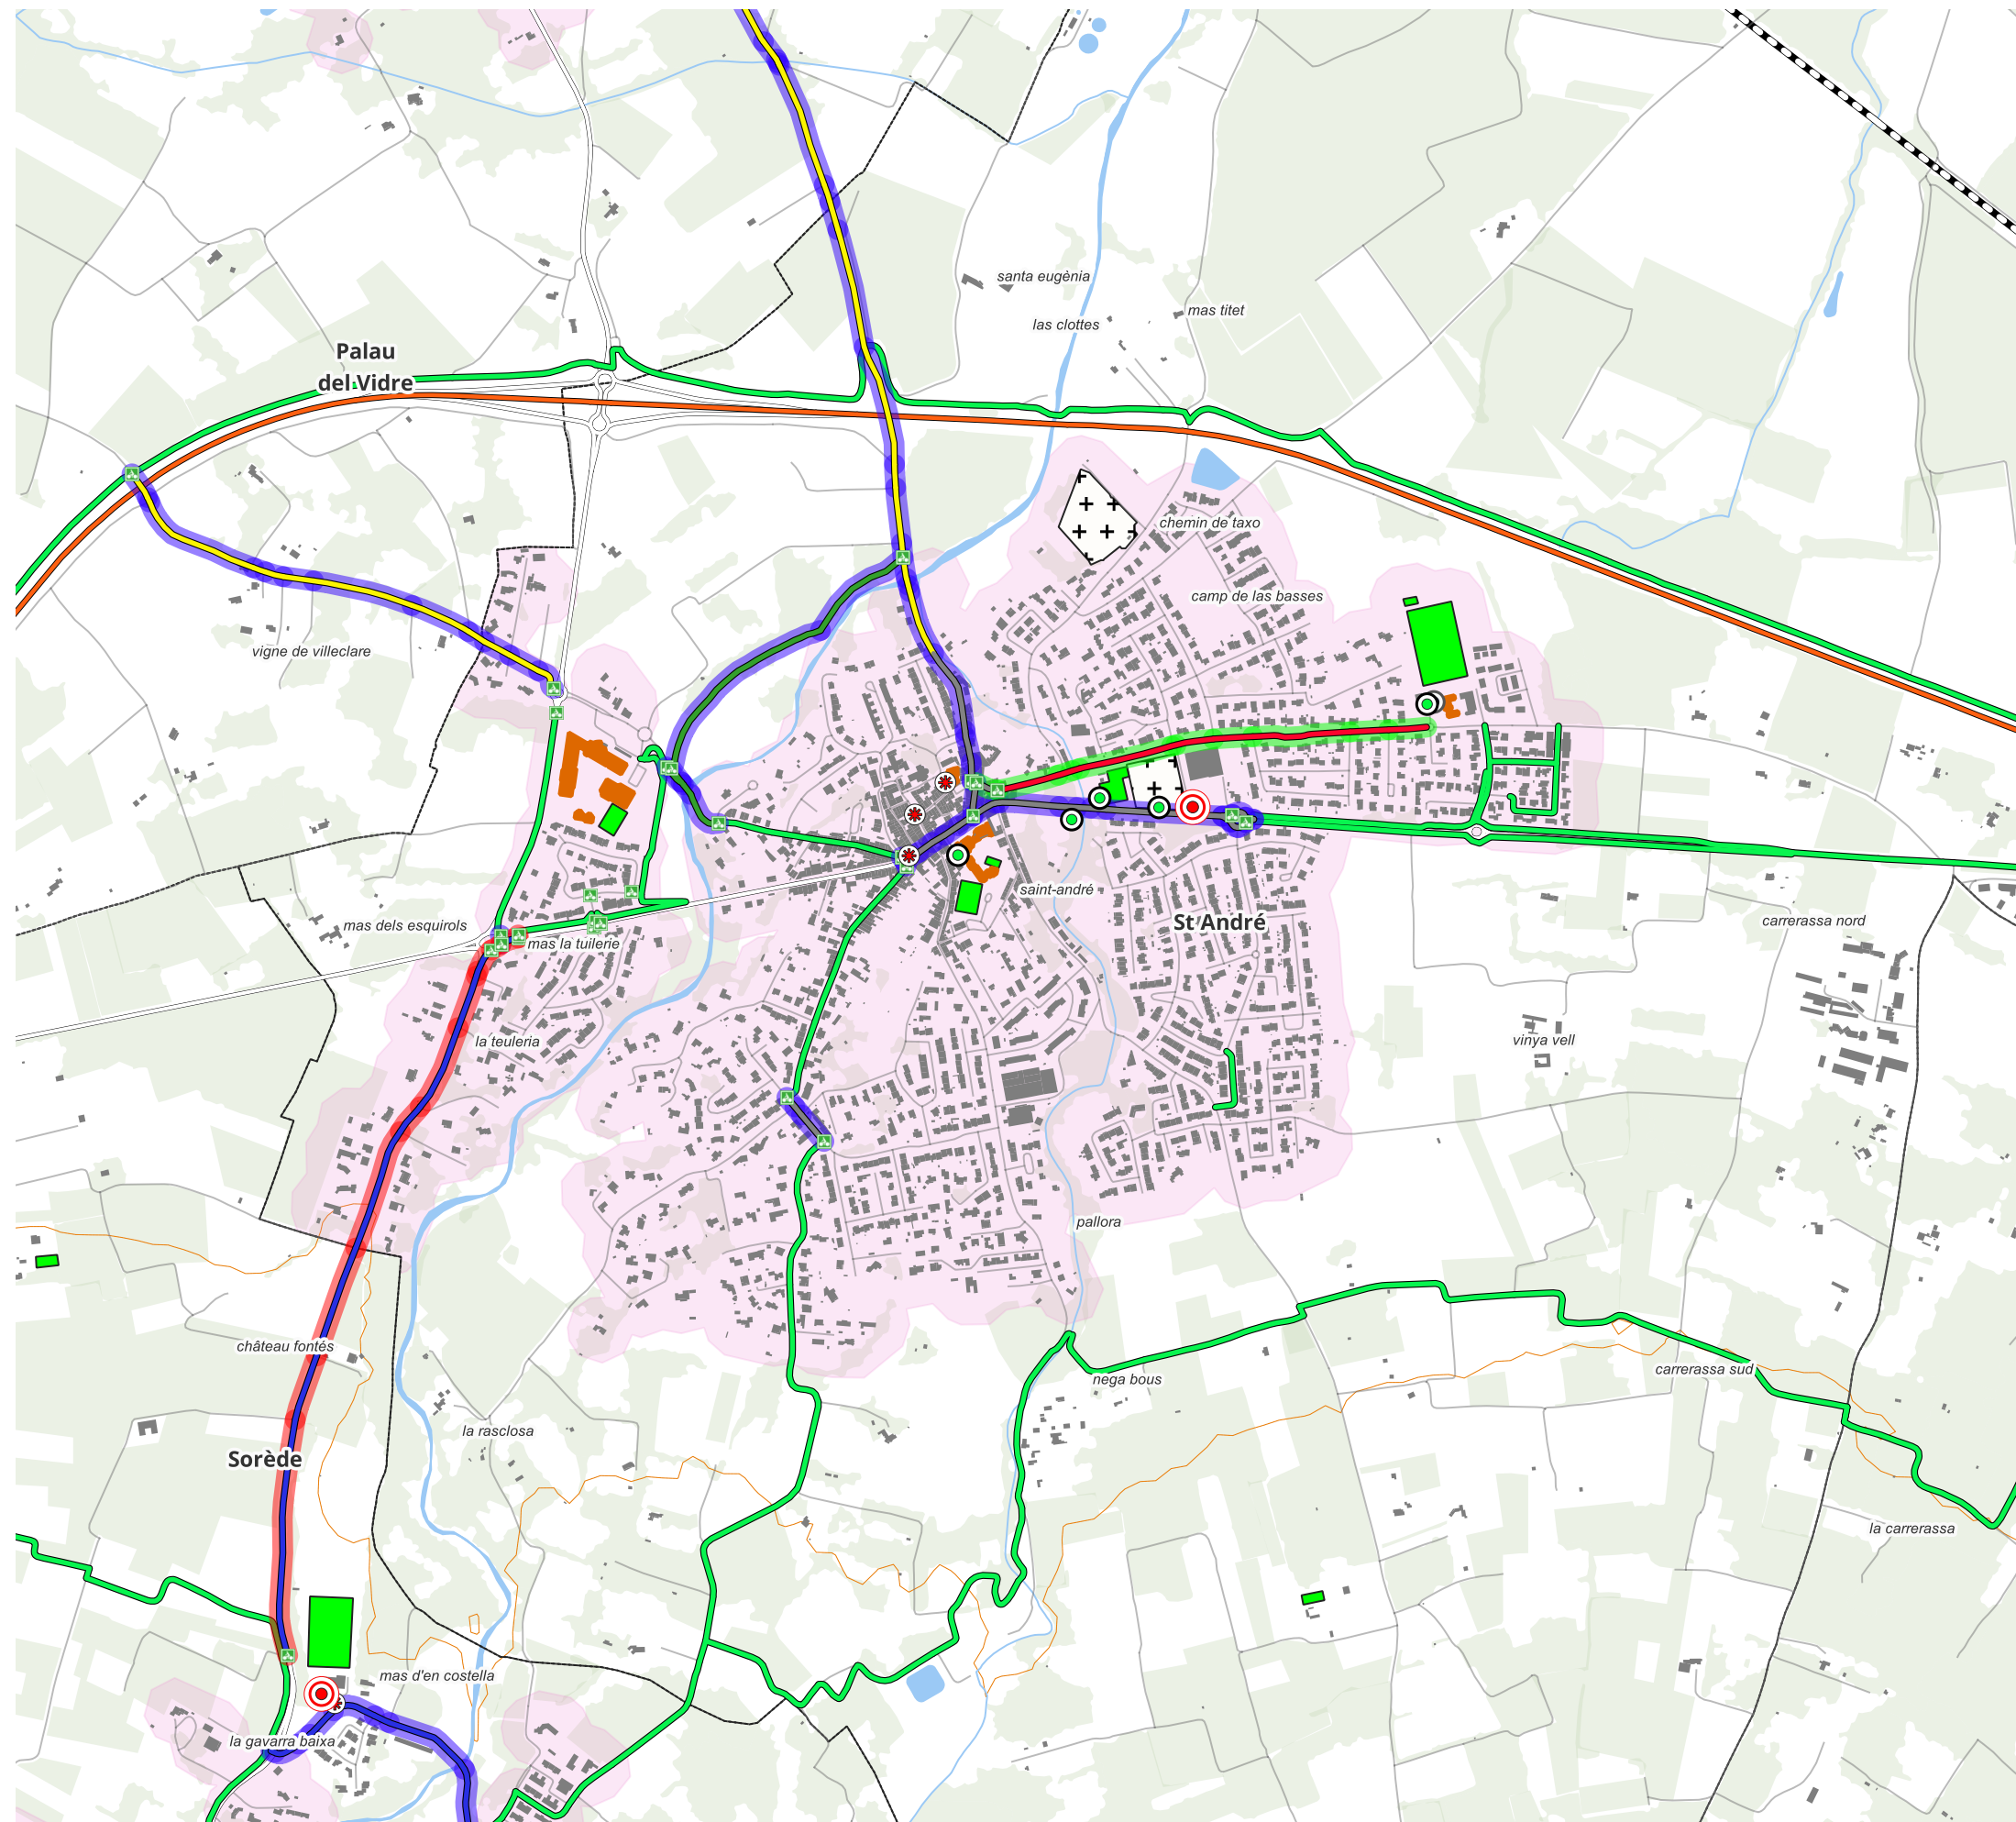 santa eugènia
mas titet
las clottes
Palau
del Vidre
chemin de taxo
camp de las basses
vigne de villeclare
saint-andré
St André
mas dels esquirols
mas la tuilerie
carrerassa nord
la teuleria
vinya vell
pallora
château fontés
nega bous
carrerassa sud
la rasclosa
Sorède
la carrerassa
mas d'en costella
la gavarra baixa